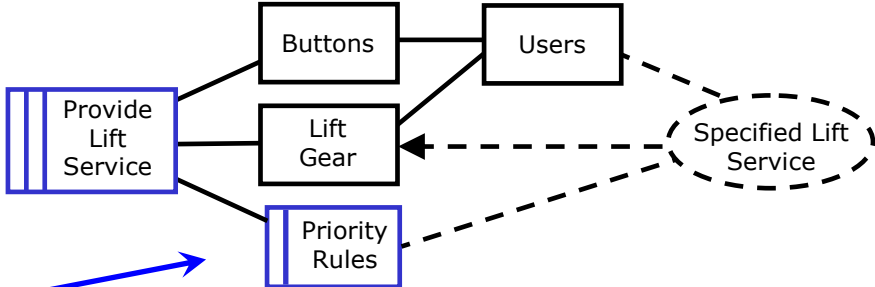 Buttons
Users
Provide
Lift
Service
Lift
Gear
Specified Lift
Service
Priority
Rules